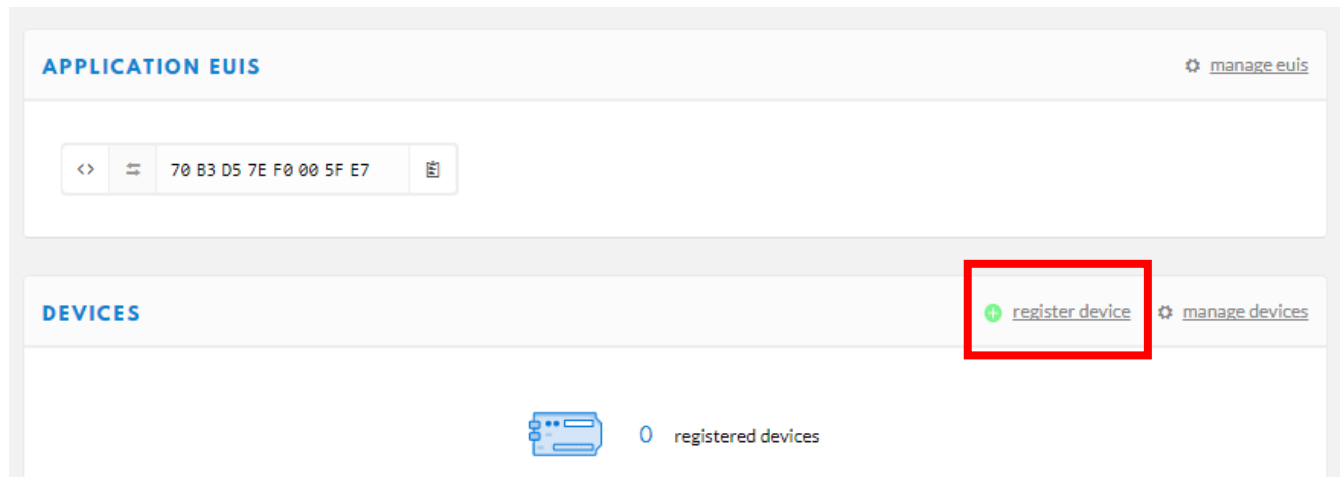 APPLICATION EUIS
manage euis
70 B3 D5 7E F0 00 5F E7
DEVICES
register device
manage devices
0 registered devices